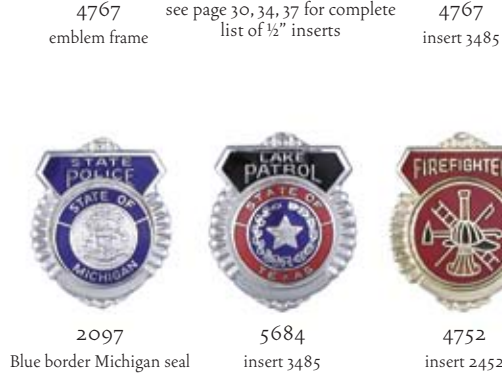 4767
emblem frame
see page 30, 34, 37 for complete
list of ½" inserts
4767
insert 3485
STATE
POLICE
STATE OF
MICHIGAN
LAKE
PATROL
STATE OF
TEXAS
FIREFIGHTE
2097
Blue border Michigan seal
5684
insert 3485
4752
insert 2452